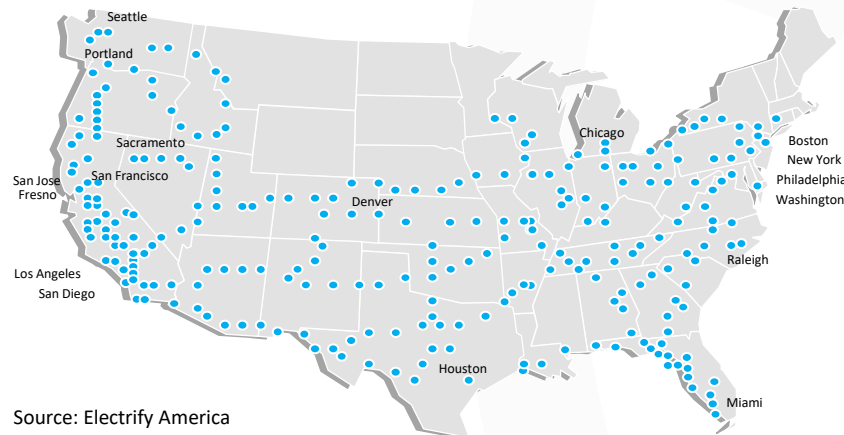 Seattle
Portland
Sacramento
Chicago
Boston
New York
San Francisco
San Jose
Philadelphia
Fresno
Denver
Washington
Raleigh
Los Angeles
San Diego
Houston
Miami
Source: Electrify America